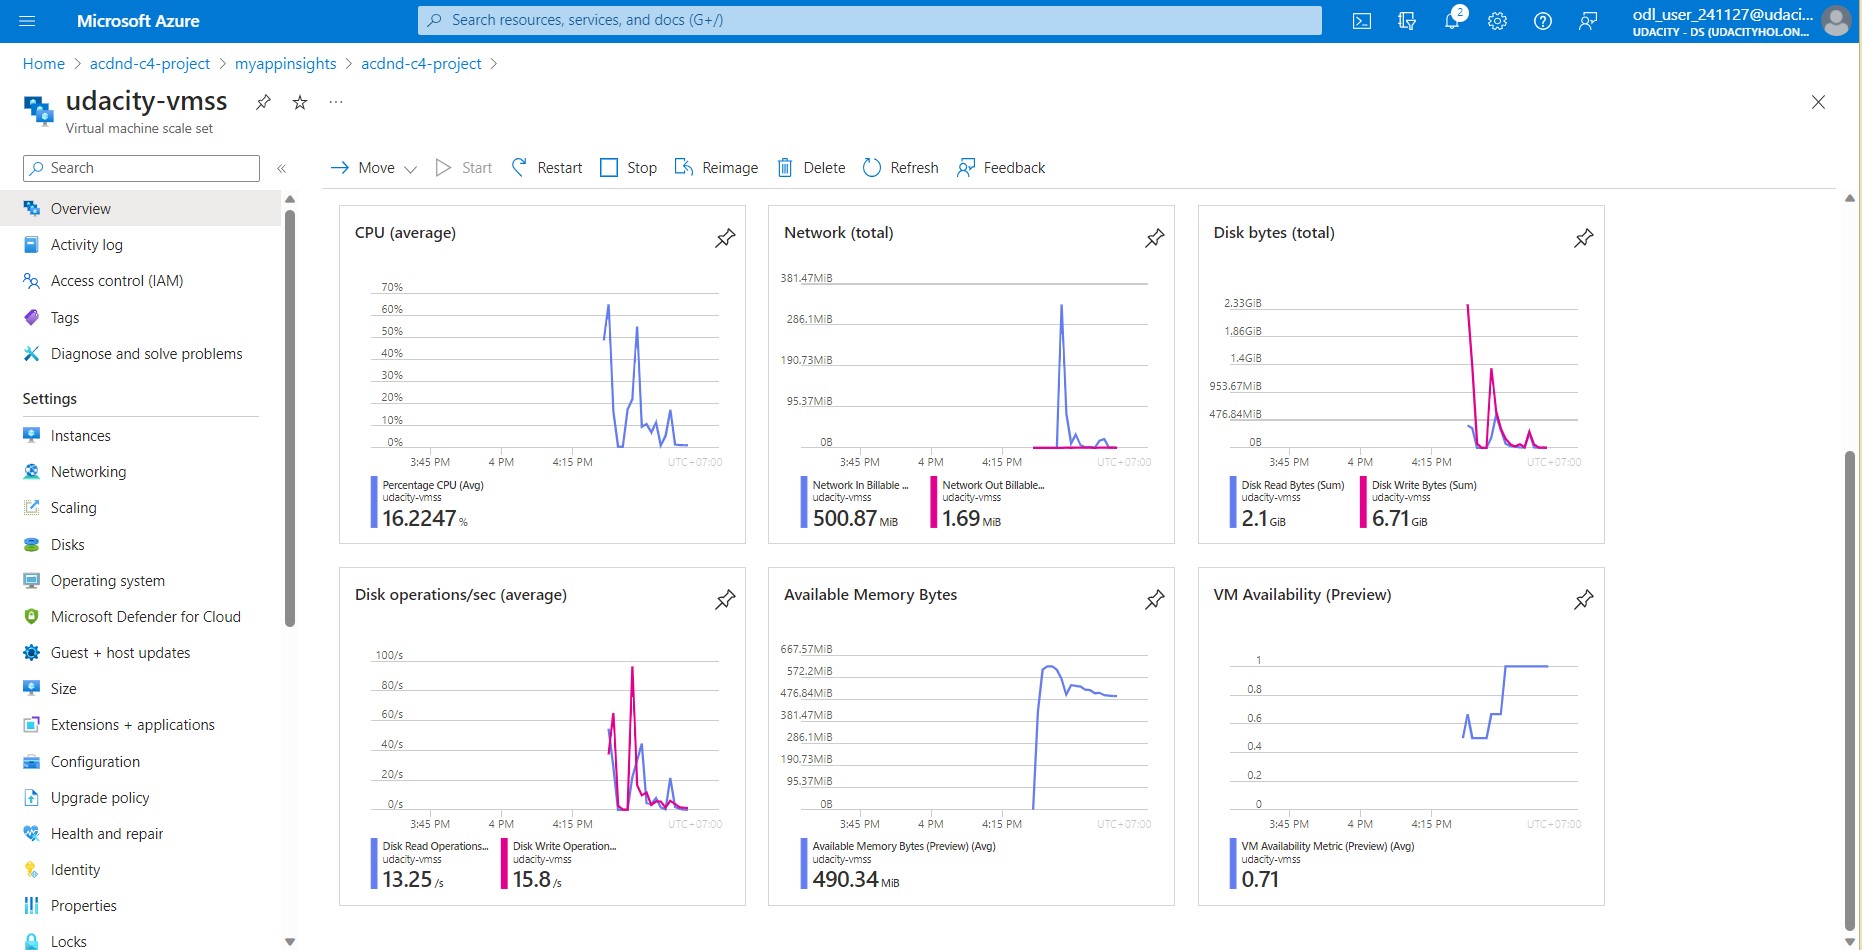 Microsoft Azure
Search resources, services, and docs (G+/)
2
odl_user_241127@udaci...
UDACITY - DS (UDACITYHOL.ON...
Home > acdnd-c4-project > myappinsights > acdnd-c4-project >
udacity-vmss
Virtual machine scale set
Search
Move
Start
Restart
Stop
Reimage
Delete
Refresh
Feedback
Overview
Activity log
Access control (IAM)
Tags
Diagnose and solve problems
Settings
Instances
Networking
Scaling
Disks
Operating system
Microsoft Defender for Cloud
Guest + host updates
Size
Extensions + applications
Configuration
Upgrade policy
Health and repair
Identity
Properties
Locks
CPU (average)
70%
60%
50%
40%
30%
20%
10%
0%
3:45 PM 4 PM 4:15 PM UTC+07:00
Percentage CPU (Avg)
udacity-vmss
16.2247 %
Network (total)
381.47MiB
286.1MiB
190.73MiB
95.37MiB
0B
3:45 PM 4 PM 4:15 PM UTC+07:00
Network In Billable ...
udacity-vmss
500.87 MiB
Network Out Billable...
udacity-vmss
1.69 MiB
Disk bytes (total)
2.33GiB
1.86GiB
1.4GiB
953.67MiB
476.84MiB
0B
3:45 PM 4 PM 4:15 PM UTC+07:00
Disk Read Bytes (Sum)
udacity-vmss
2.1 GiB
Disk Write Bytes (Sum)
udacity-vmss
6.71 GiB
Disk operations/sec (average)
100/s
80/s
60/s
40/s
20/s
0/s
3:45 PM 4 PM 4:15 PM UTC+07:00
Disk Read Operations...
udacity-vmss
13.25 /s
Disk Write Operation...
udacity-vmss
15.8 /s
Available Memory Bytes
667.57MiB
572.2MiB
476.84MiB
381.47MiB
286.1MiB
190.73MiB
95.37MiB
0B
3:45 PM 4 PM 4:15 PM UTC+07:00
Available Memory Bytes (Preview) (Avg)
udacity-vmss
490.34 MiB
VM Availability (Preview)
1
0.8
0.6
0.4
0.2
0
3:45 PM 4 PM 4:15 PM UTC+07:00
VM Availability Metric (Preview) (Avg)
udacity-vmss
0.71